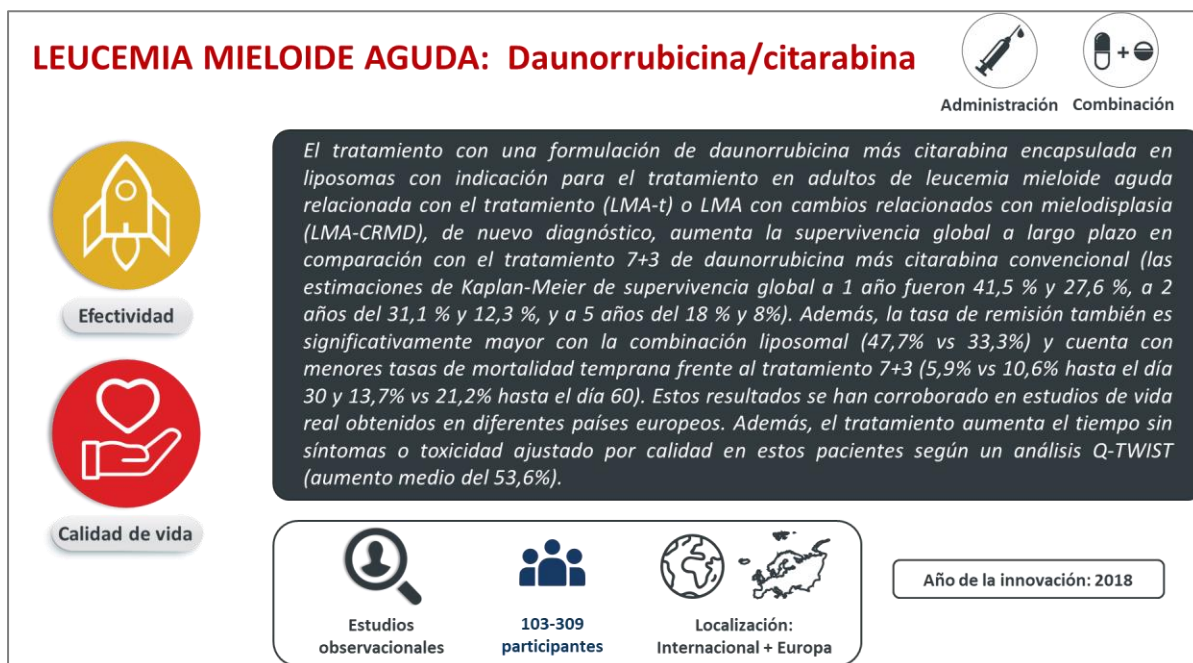 LEUCEMIA MIELOIDE AGUDA: Daunorrubicina/citarabina
Administración
Combinación
Efectividad
Calidad de vida
El tratamiento con una formulación de daunorrubicina más citarabina encapsulada en
liposomas con indicación para el tratamiento en adultos de leucemia mieloide aguda
relacionada con el tratamiento (LMA-t) o LMA con cambios relacionados con mielodisplasia
(LMA-CRMD), de nuevo diagnóstico, aumenta la supervivencia global a largo plazo en
comparación con el tratamiento 7+3 de daunorrubicina más citarabina convencional (las
estimaciones de Kaplan-Meier de supervivencia global a 1 año fueron 41,5 % y 27,6 %, a 2
años del 31,1 % y 12,3 %, y a 5 años del 18 % y 8%). Además, la tasa de remisión también es
significativamente mayor con la combinación liposomal (47,7% vs 33,3%) y cuenta con
menores tasas de mortalidad temprana frente al tratamiento 7+3 (5,9% vs 10,6% hasta el día
30 y 13,7% vs 21,2% hasta el día 60). Estos resultados se han corroborado en estudios de vida
real obtenidos en diferentes países europeos. Además, el tratamiento aumenta el tiempo sin
síntomas o toxicidad ajustado por calidad en estos pacientes según un análisis Q-TWIST
(aumento medio del 53,6%).
Estudios
observacionales
103-309
participantes
Localización:
Internacional + Europa
Año de la innovación: 2018